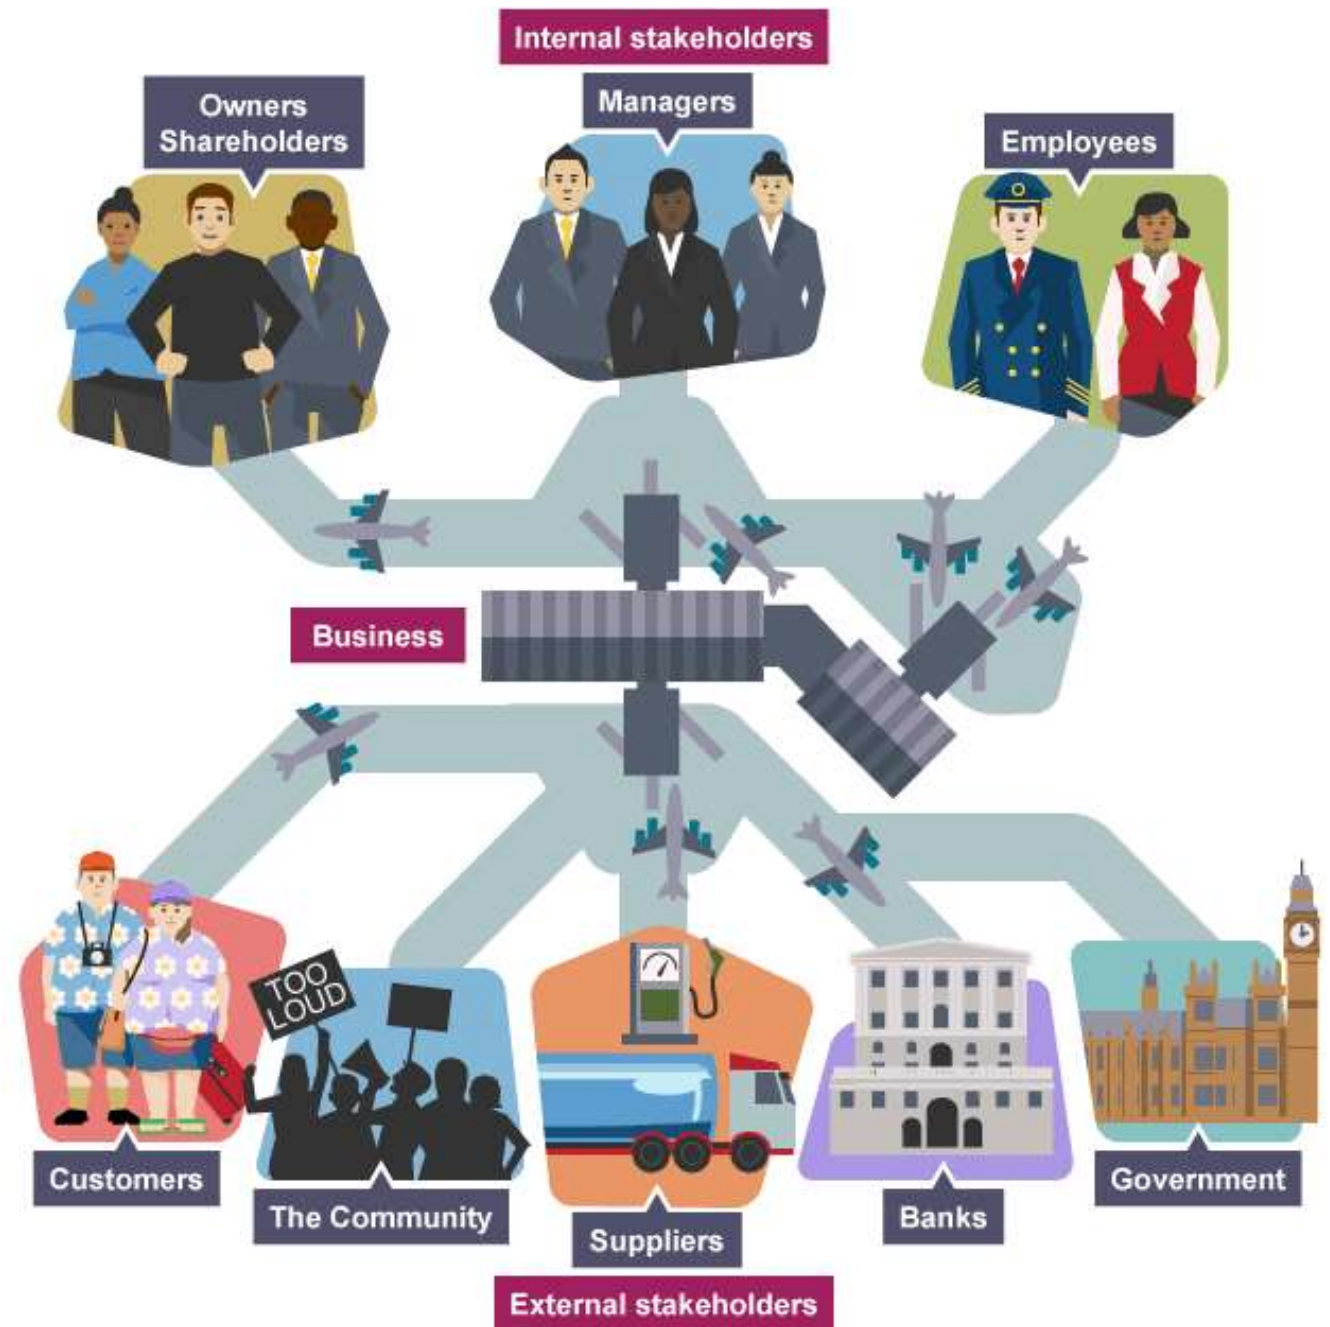 Internal stakeholders
Owners
Shareholders
Managers
Employees
Business
TOO
LOUD
Customers
The Community
Suppliers
Banks
Government
External stakeholders